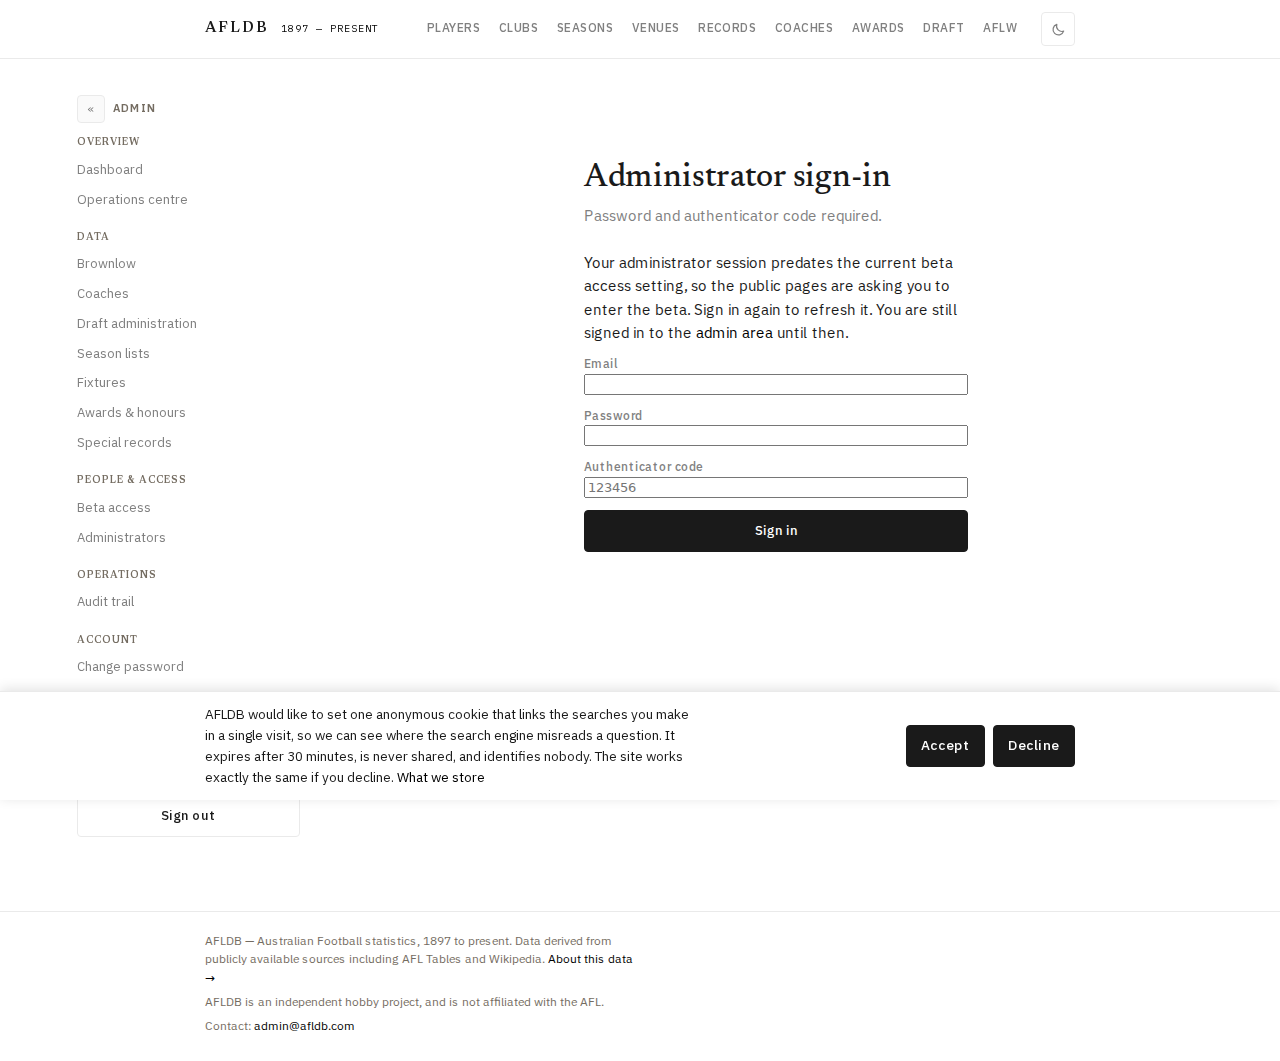 AFLDB 1897 — PRESENT
PLAYERS CLUBS SEASONS VENUES RECORDS COACHES AWARDS DRAFT AFLW
« ADMIN
OVERVIEW
Dashboard
Operations centre
DATA
Brownlow
Coaches
Draft administration
Season lists
Fixtures
Awards & honours
Special records
PEOPLE & ACCESS
Beta access
Administrators
OPERATIONS
Audit trail
ACCOUNT
Change password
Administrator sign-in
Password and authenticator code required.
Your administrator session predates the current beta
access setting, so the public pages are asking you to
enter the beta. Sign in again to refresh it. You are still
signed in to the admin area until then.
Email
Password
Authenticator code
123456
Sign in
AFLDB would like to set one anonymous cookie that links the searches you make
in a single visit, so we can see where the search engine misreads a question. It
expires after 30 minutes, is never shared, and identifies nobody. The site works
exactly the same if you decline. What we store
Accept Decline
Sign out
AFLDB — Australian Football statistics, 1897 to present. Data derived from
publicly available sources including AFL Tables and Wikipedia. About this data
→
AFLDB is an independent hobby project, and is not affiliated with the AFL.
Contact: admin@afldb.com